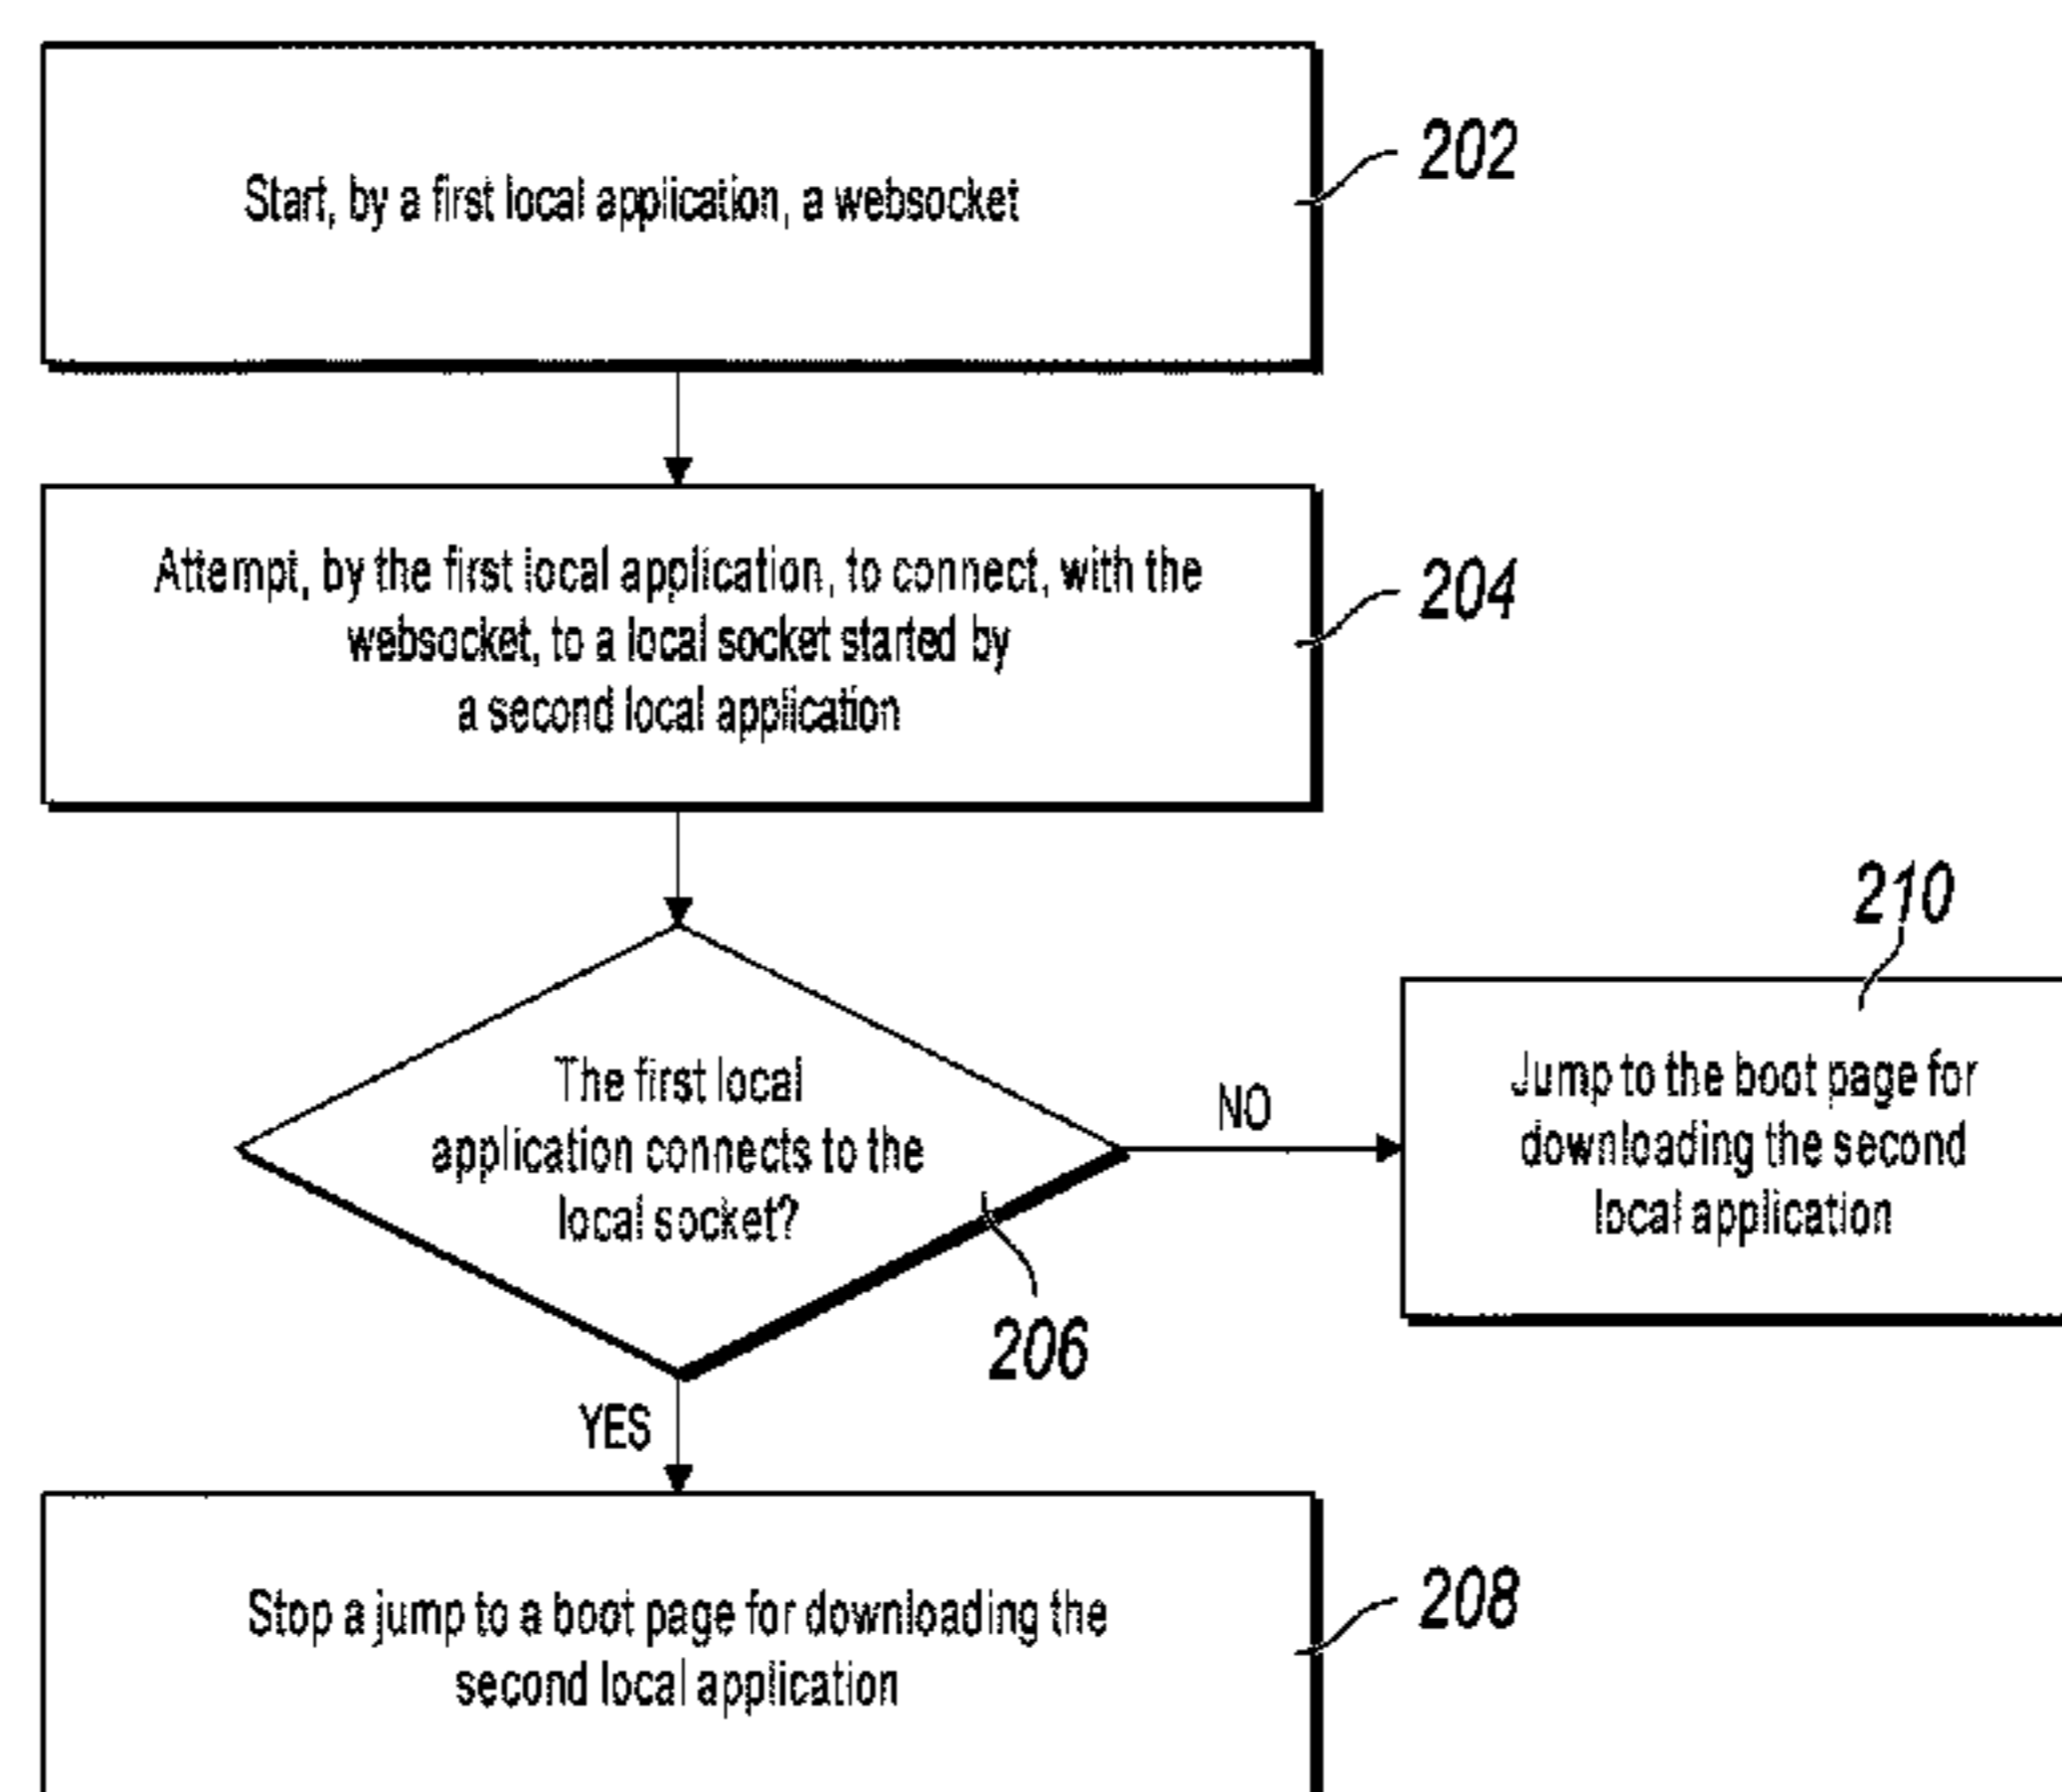 Start, by a first local application, a websocket
202
Attempt, by the first local application, to connect, with the
websocket, to a local socket started by
a second local application
204
The first local
application connects to the
local socket?
206
NO
210
Jump to the boot page for
downloading the second
local application
YES
Stop a jump to a boot page for downloading the
second local application
208